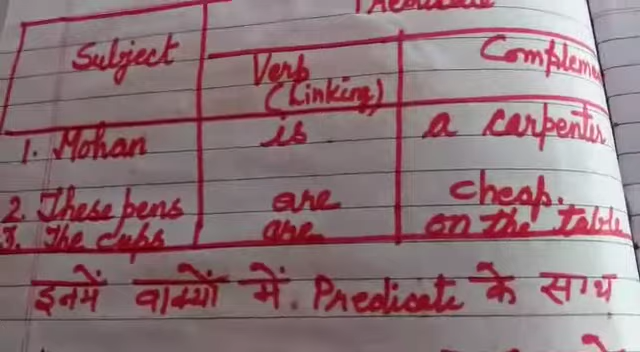 Predicate
Subject Verb (Linking)
1. Mohan is a carpenter
2. These pens are cheap.
3. The cups are on the table
इनमें वाक्यों में. Predicate के साथ